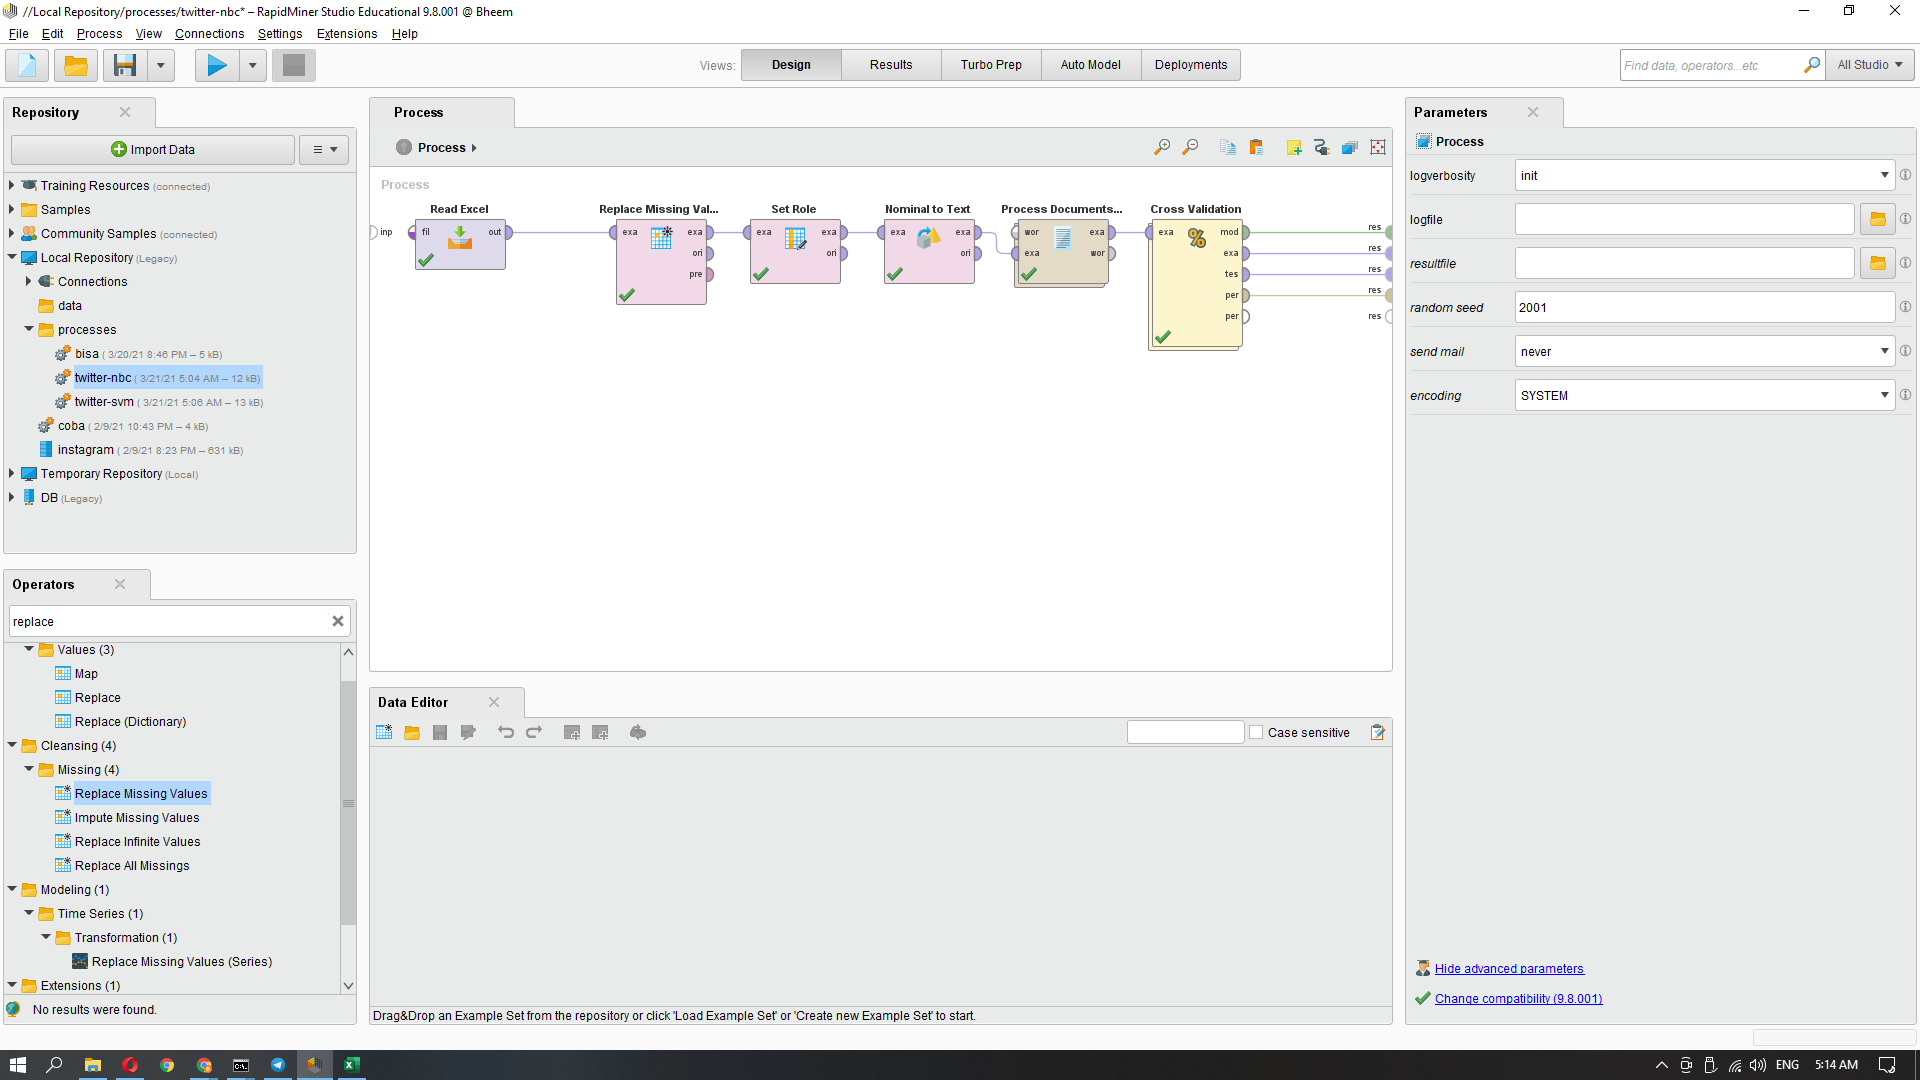 //Local Repository/processes/twitter-nbc* – RapidMiner Studio Educational 9.8.001 @ Bheem
File Edit Process View Connections Settings Extensions Help
Views: Design Results Turbo Prep Auto Model Deployments
Find data, operators...etc
All Studio
Repository
Import Data
Training Resources (connected)
Samples
Community Samples (connected)
Local Repository (Legacy)
Connections
data
processes
bisa ( 3/20/21 8:46 PM – 5 kB)
twitter-nbc ( 3/21/21 5:04 AM – 12 kB)
twitter-svm ( 3/21/21 5:06 AM – 13 kB)
coba ( 2/9/21 10:43 PM – 4 kB)
instagram ( 2/9/21 8:23 PM – 631 kB)
Temporary Repository (Local)
DB (Legacy)
Operators
replace
Values (3)
Map
Replace
Replace (Dictionary)
Cleansing (4)
Missing (4)
Replace Missing Values
Impute Missing Values
Replace Infinite Values
Replace All Missings
Modeling (1)
Time Series (1)
Transformation (1)
Replace Missing Values (Series)
Extensions (1)
No results were found.
Process
Process
Process
Read Excel
Replace Missing Val...
Set Role
Nominal to Text
Process Documents...
Cross Validation
inp
fil out
exa exa
ori
pre
exa exa
ori
exa exa
ori
wor exa
exa wor
exa mod
exa
tes
per
per
res
res
res
res
res
Data Editor
Case sensitive
Drag&Drop an Example Set from the repository or click 'Load Example Set' or 'Create new Example Set' to start.
Parameters
Process
logverbosity init
logfile
resultfile
random seed 2001
send mail never
encoding SYSTEM
Hide advanced parameters
Change compatibility (9.8.001)
ENG
5:14 AM